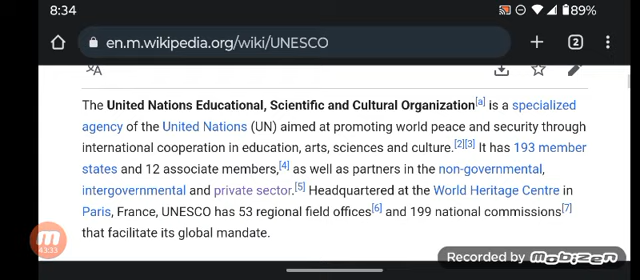 8:34
89%
en.m.wikipedia.org/wiki/UNESCO
2
The United Nations Educational, Scientific and Cultural Organization[a] is a specialized
agency of the United Nations (UN) aimed at promoting world peace and security through
international cooperation in education, arts, sciences and culture.[2][3] It has 193 member
states and 12 associate members,[4] as well as partners in the non-governmental,
intergovernmental and private sector.[5] Headquartered at the World Heritage Centre in
Paris, France, UNESCO has 53 regional field offices[6] and 199 national commissions[7]
that facilitate its global mandate.
43:33
Recorded by Mobizen